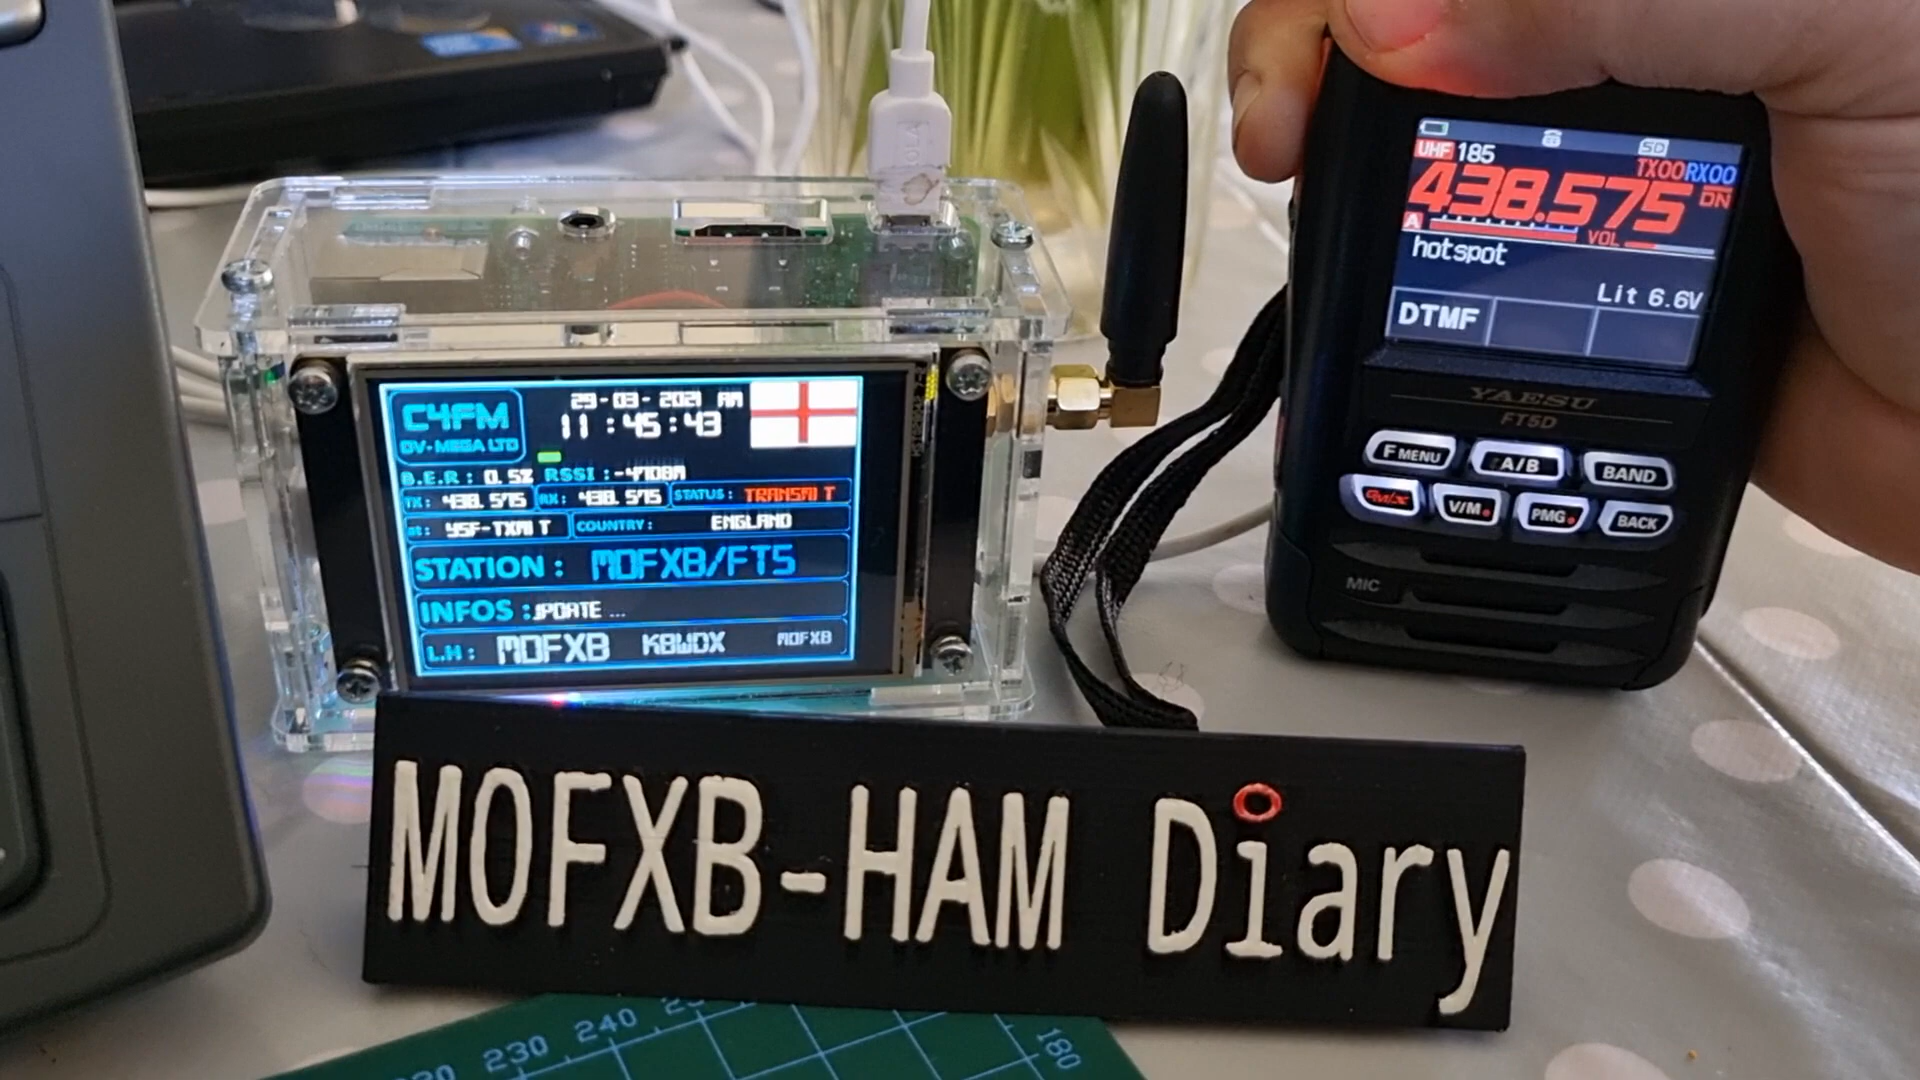 C4FM
DV-MEGA LTD
29-03-2021
11:45:43
B.E.R : 0.5% RSSI :-47DBM
TX: 438.575 RX: 438.575 STATUS : TRANSMIT
at: YSF-TXMIT COUNTRY : ENGLAND
STATION : M0FXB/FT5
INFOS : UPDATE ...
L.H : M0FXB K8WDX M0FXB
SD
UHF 185
TX00RX00
438.575 DN
A
VOL
hotspot
Lit 6.6V
DTMF
YAESU
FT5D
F MENU A/B BAND
V/M PMG BACK
MIC
M0FXB-HAM Diary
230 240
180